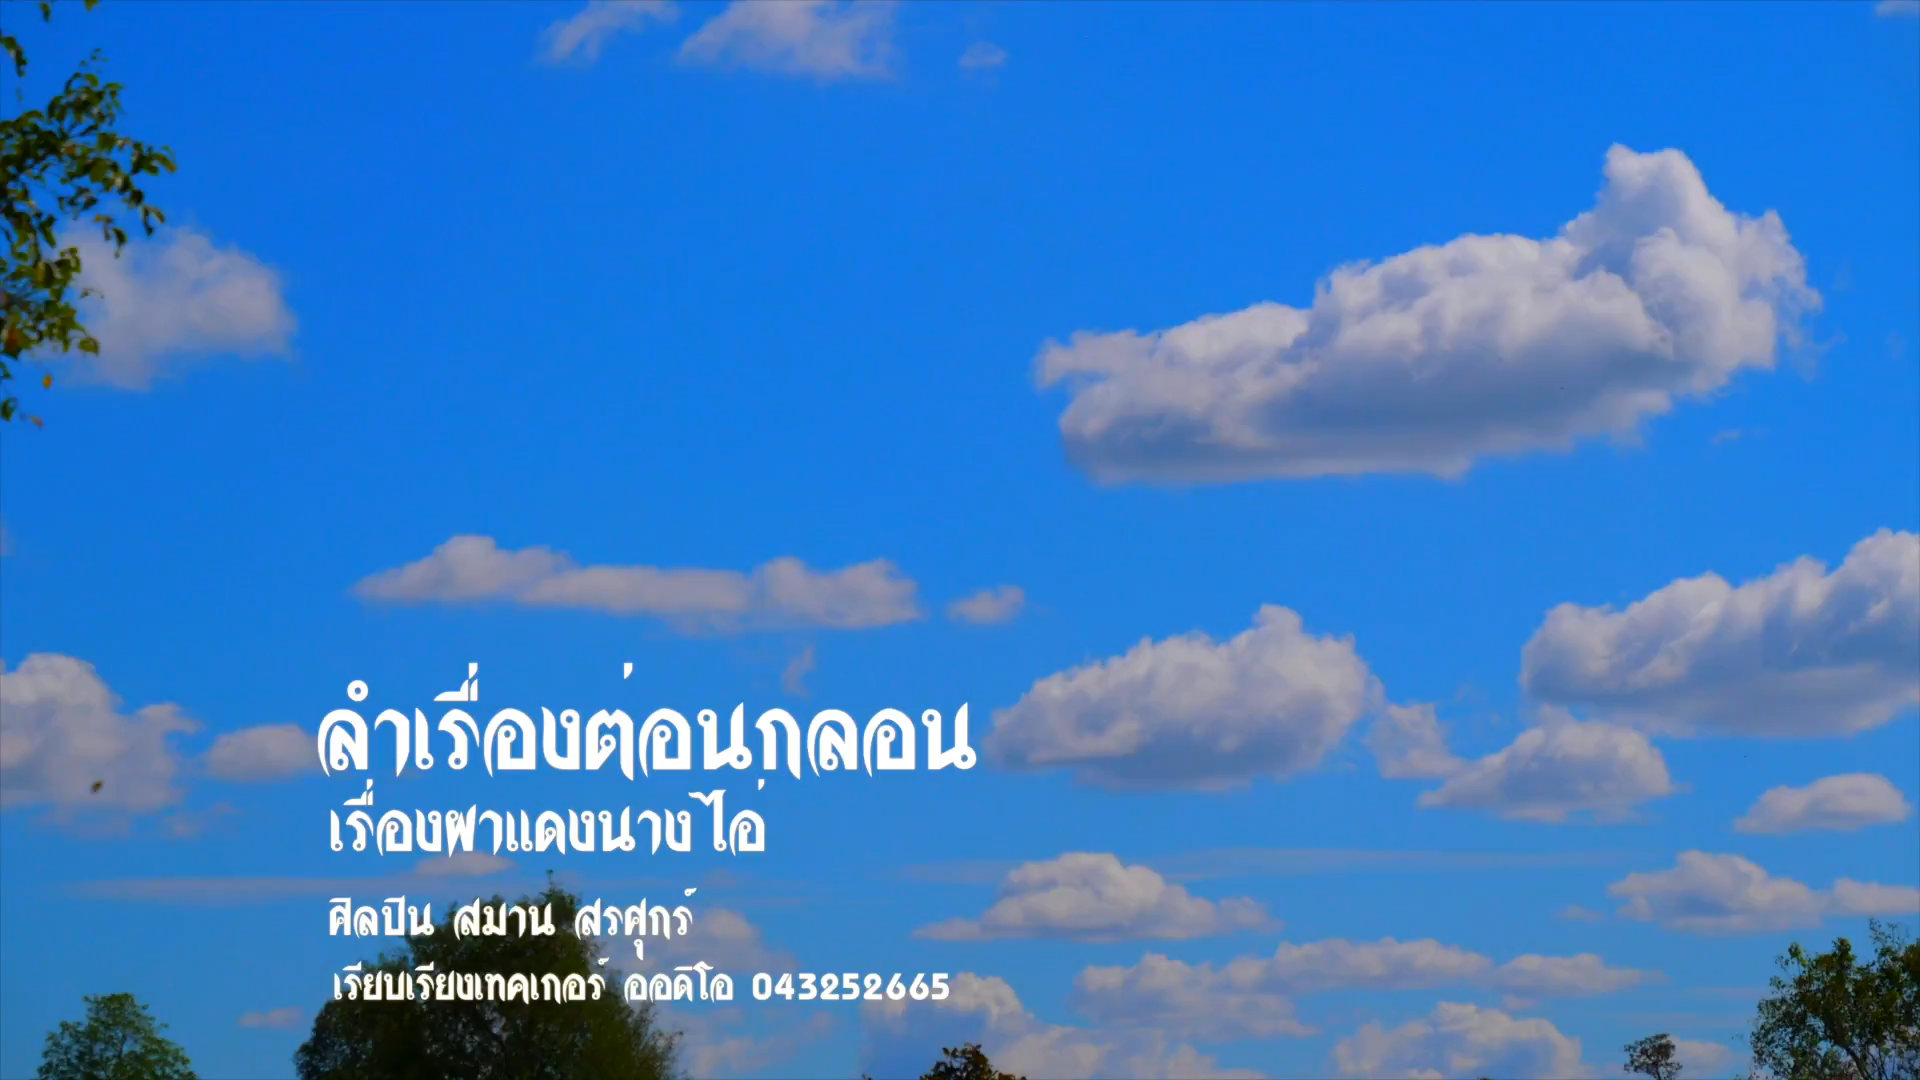 ลำเรื่องต่อนกลอน
เรื่องผาแดงนางไอ่
ศิลปิน สมาน สรศุกร์
เรียบเรียงเทคเกอร์ ออดิโอ 043252665